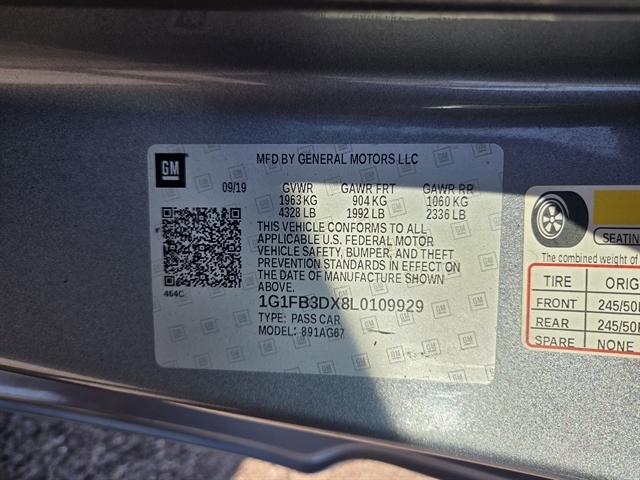 GM
MFD BY GENERAL MOTORS LLC
09/19
GVWR GAWR FRT GAWR RR
1963 KG 904 KG 1060 KG
4328 LB 1992 LB 2336 LB
THIS VEHICLE CONFORMS TO ALL
APPLICABLE U.S. FEDERAL MOTOR
VEHICLE SAFETY, BUMPER, AND THEFT
PREVENTION STANDARDS IN EFFECT ON
THE DATE OF MANUFACTURE SHOWN
ABOVE.
464C
1G1FB3DX8L0109929
TYPE: PASS CAR
MODEL: 891AG67
SEATIN
The combined weight of
TIRE ORIG
FRONT 245/50
REAR 245/50
SPARE NONE